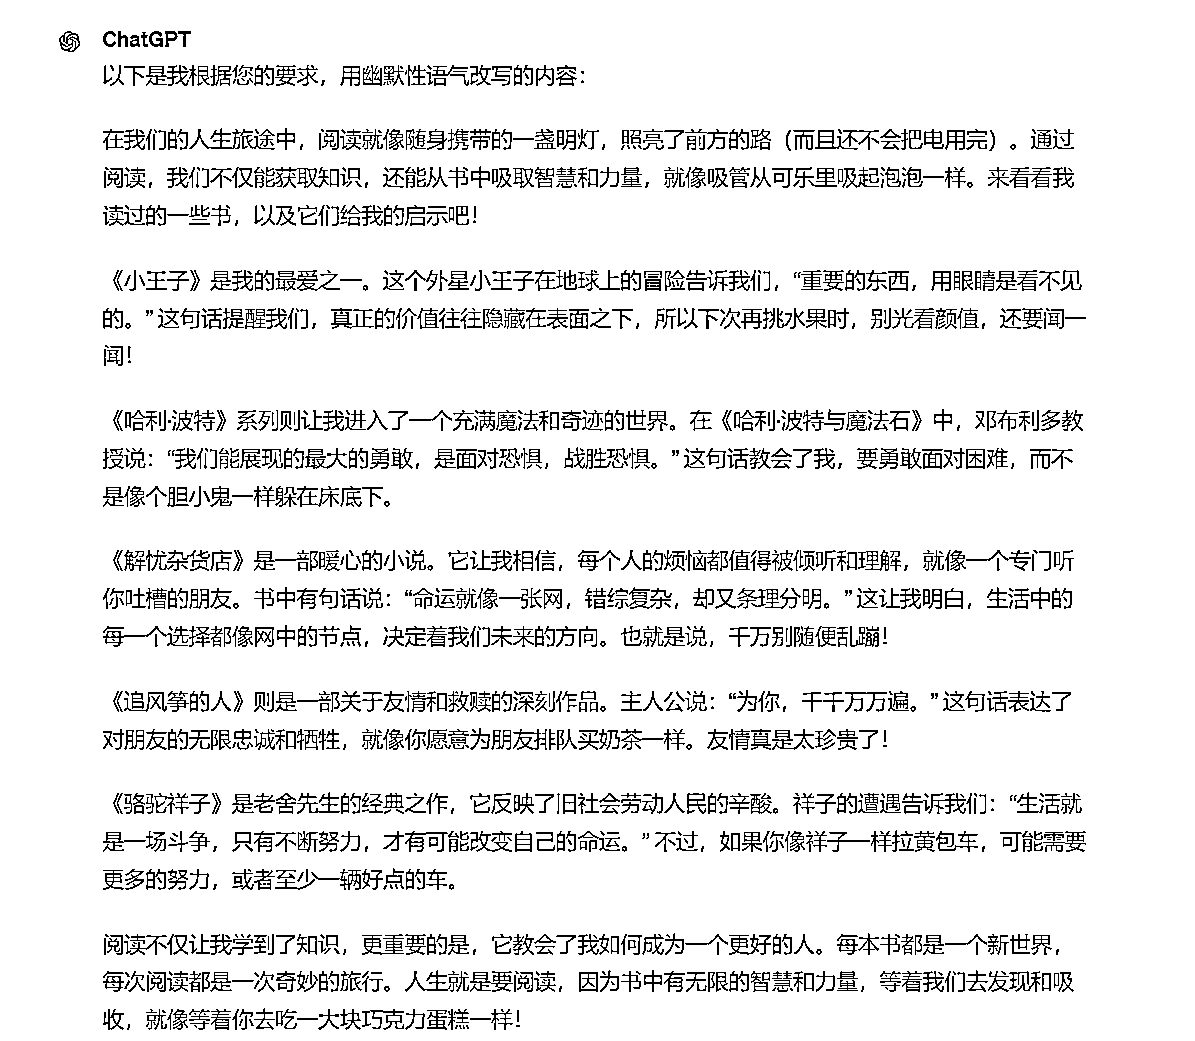 ChatGPT
以下是我根据您的要求，用幽默性语气改写的内容：
在我们的人生旅途中，阅读就像随身携带的一盏明灯，照亮了前方的路（而且还不会把电用完）。通过
阅读，我们不仅能获取知识，还能从书中吸取智慧和力量，就像吸管从可乐里吸起泡泡一样。来看看我
读过的一些书，以及它们给我的启示吧！
《小王子》是我的最爱之一。这个外星小王子在地球上的冒险告诉我们，“重要的东西，用眼睛是看不见
的。”这句话提醒我们，真正的价值往往隐藏在表面之下，所以下次再挑水果时，别光看颜值，还要闻一
闻！
《哈利·波特》系列则让我进入了一个充满魔法和奇迹的世界。在《哈利·波特与魔法石》中，邓布利多教
授说：“我们能展现的最大的勇敢，是面对恐惧，战胜恐惧。”这句话教会了我，要勇敢面对困难，而不
是像个胆小鬼一样躲在床底下。
《解忧杂货店》是一部暖心的小说。它让我相信，每个人的烦恼都值得被倾听和理解，就像一个专门听
你吐槽的朋友。书中有句话说：“命运就像一张网，错综复杂，却又条理分明。”这让我明白，生活中的
每一个选择都像网中的节点，决定着我们未来的方向。也就是说，千万别随便乱蹦！
《追风筝的人》则是一部关于友情和救赎的深刻作品。主人公说：“为你，千千万万遍。”这句话表达了
对朋友的无限忠诚和牺牲，就像你愿意为朋友排队买奶茶一样。友情真是太珍贵了！
《骆驼祥子》是老舍先生的经典之作，它反映了旧社会劳动人民的辛酸。祥子的遭遇告诉我们：“生活就
是一场斗争，只有不断努力，才有可能改变自己的命运。”不过，如果你像祥子一样拉黄包车，可能需要
更多的努力，或者至少一辆好点的车。
阅读不仅让我学到了知识，更重要的是，它教会了我如何成为一个更好的人。每本书都是一个新世界，
每次阅读都是一次奇妙的旅行。人生就是要阅读，因为书中有无限的智慧和力量，等着我们去发现和吸
收，就像等着你去吃一大块巧克力蛋糕一样！